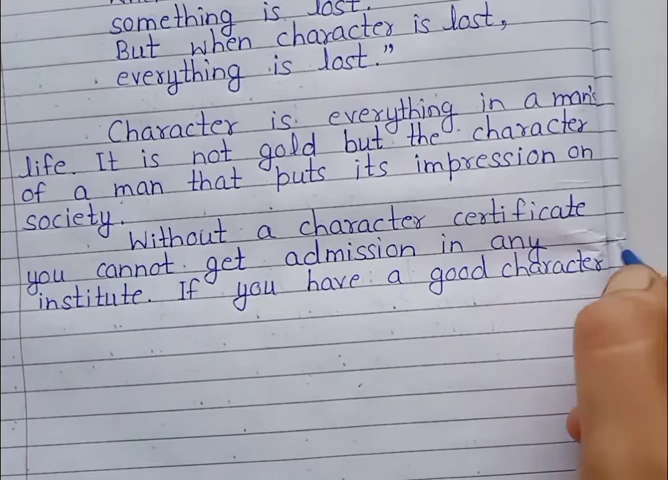 something is lost.
But when character is lost,
everything is lost."
Character is everything in a man's
life. It is not gold but the character
of a man that puts its impression on
society.
Without a character certificate
you cannot get admission in any
institute. If you have a good character